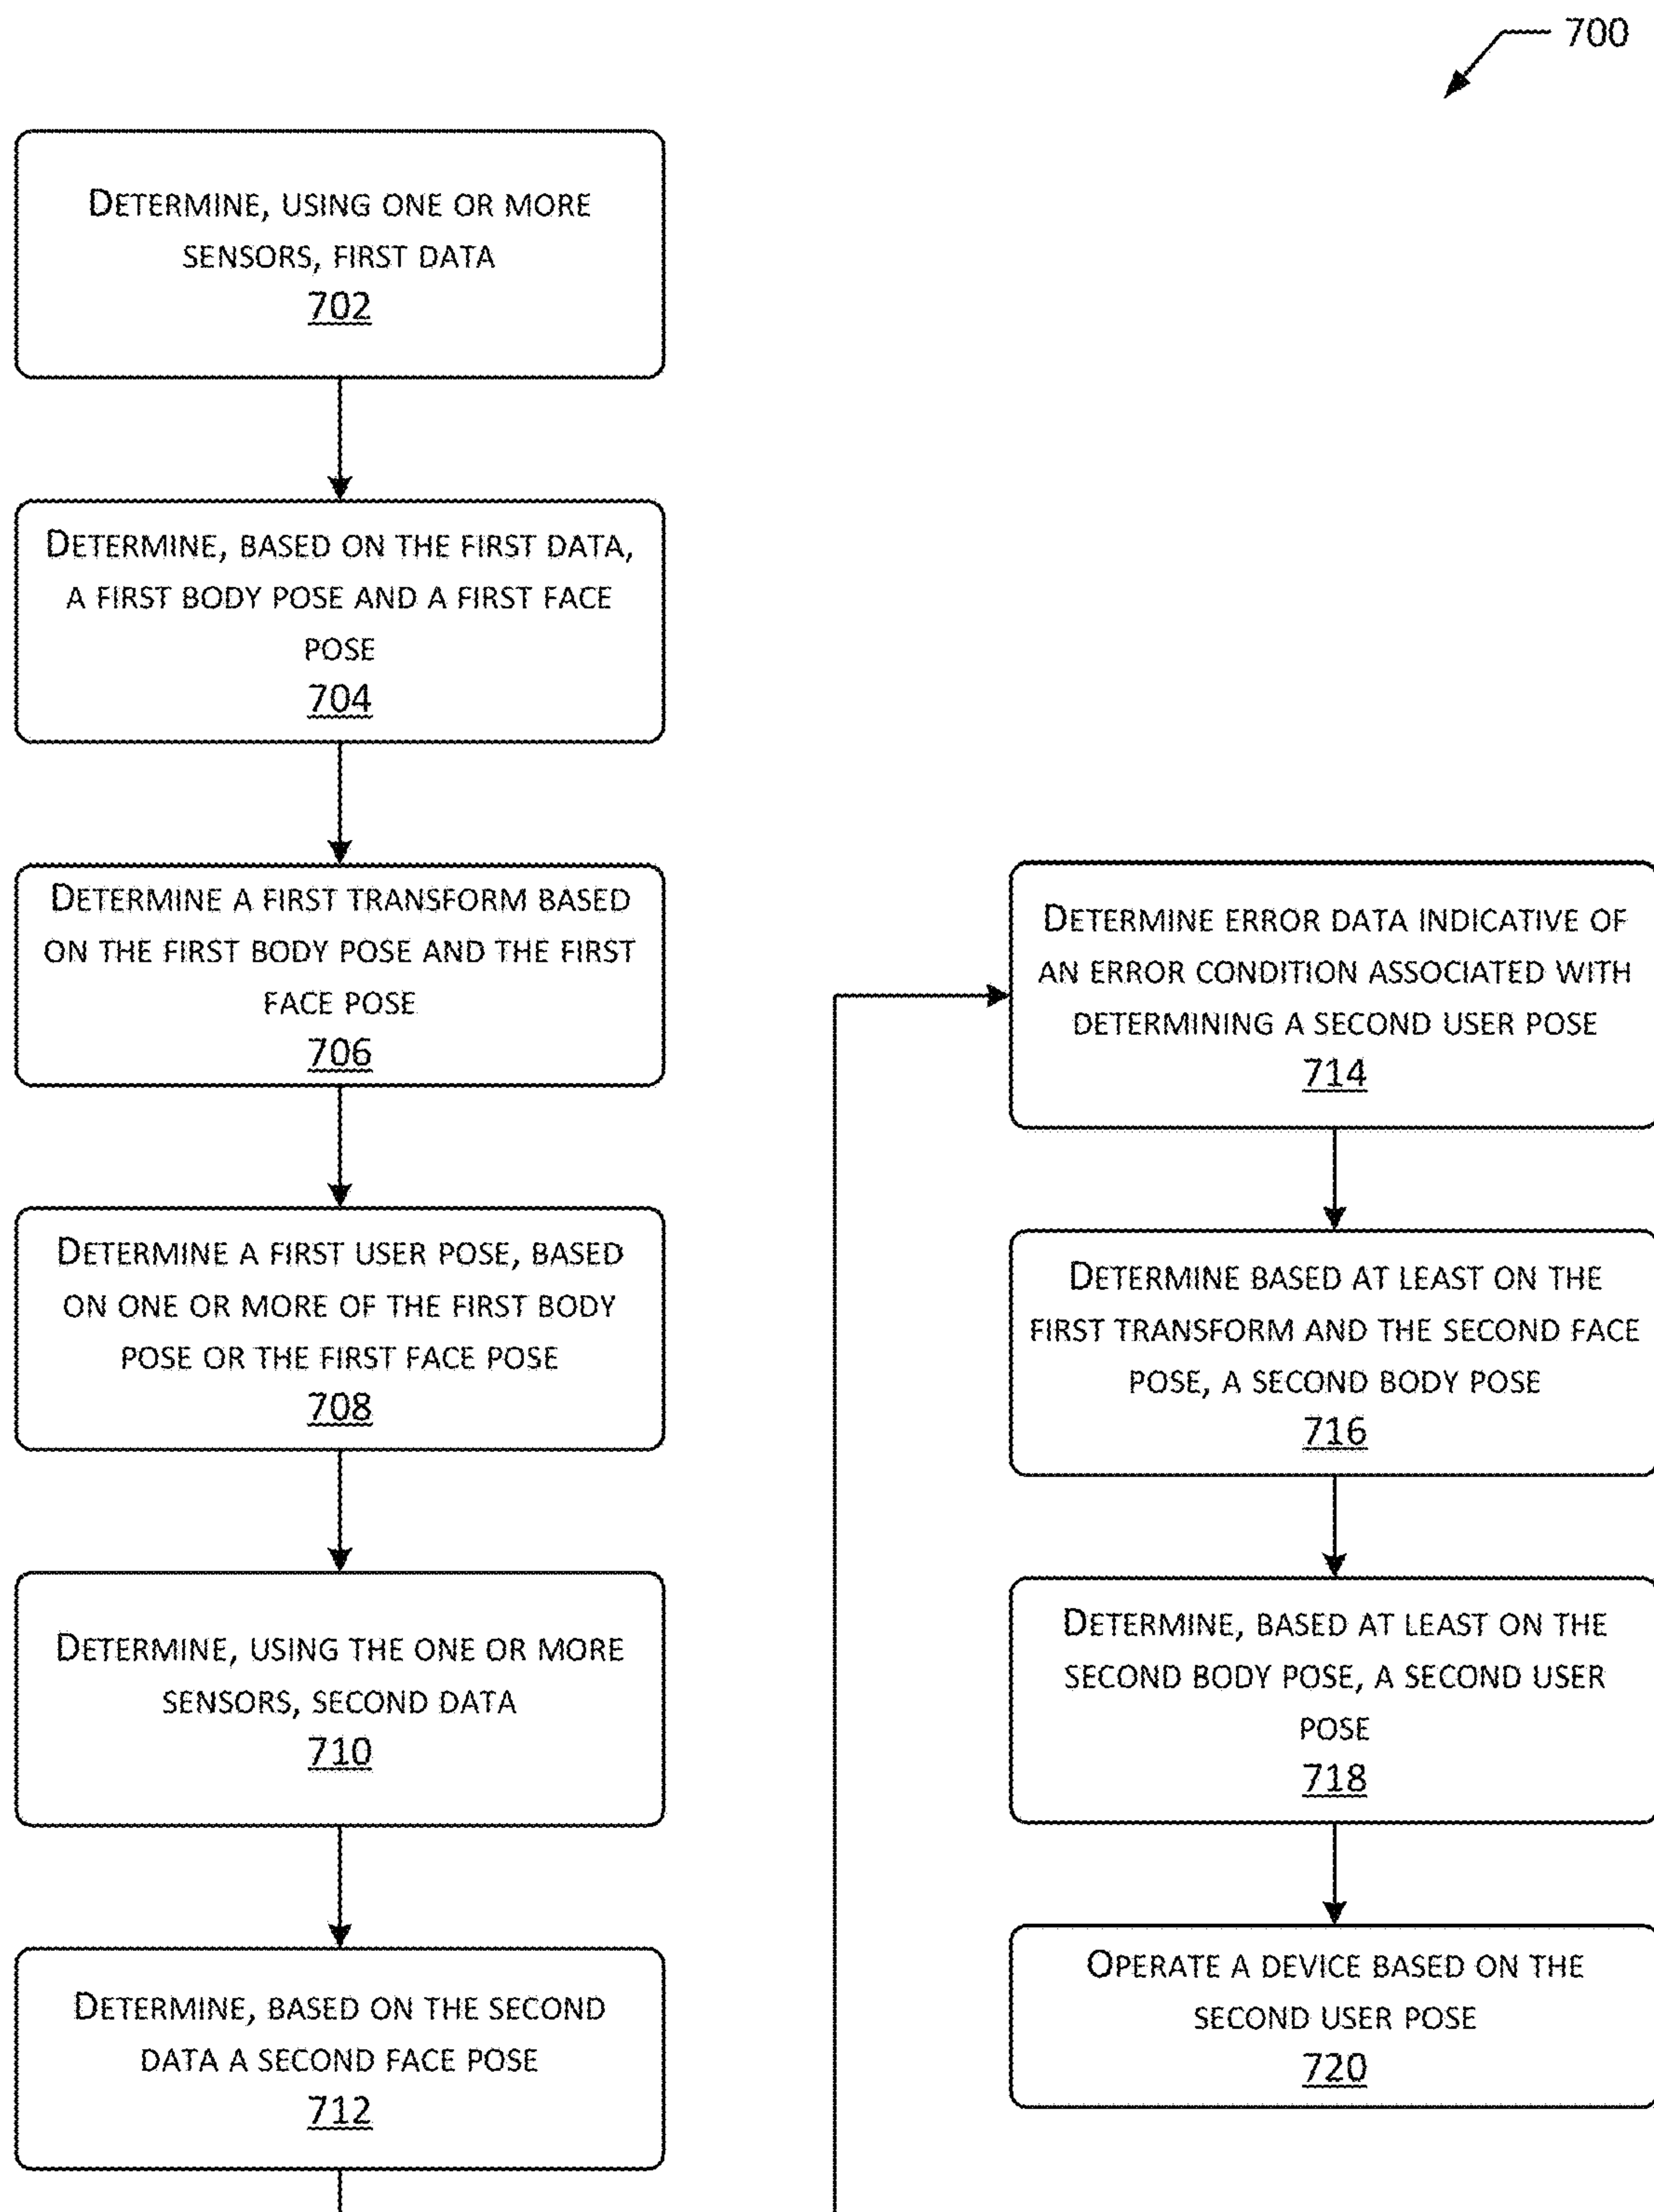 700
DETERMINE, USING ONE OR MORE
SENSORS, FIRST DATA
702
DETERMINE, BASED ON THE FIRST DATA,
A FIRST BODY POSE AND A FIRST FACE
POSE
704
DETERMINE A FIRST TRANSFORM BASED
ON THE FIRST BODY POSE AND THE FIRST
FACE POSE
706
DETERMINE A FIRST USER POSE, BASED
ON ONE OR MORE OF THE FIRST BODY
POSE OR THE FIRST FACE POSE
708
DETERMINE, USING THE ONE OR MORE
SENSORS, SECOND DATA
710
DETERMINE, BASED ON THE SECOND
DATA A SECOND FACE POSE
712
DETERMINE ERROR DATA INDICATIVE OF
AN ERROR CONDITION ASSOCIATED WITH
DETERMINING A SECOND USER POSE
714
DETERMINE BASED AT LEAST ON THE
FIRST TRANSFORM AND THE SECOND FACE
POSE, A SECOND BODY POSE
716
DETERMINE, BASED AT LEAST ON THE
SECOND BODY POSE, A SECOND USER
POSE
718
OPERATE A DEVICE BASED ON THE
SECOND USER POSE
720